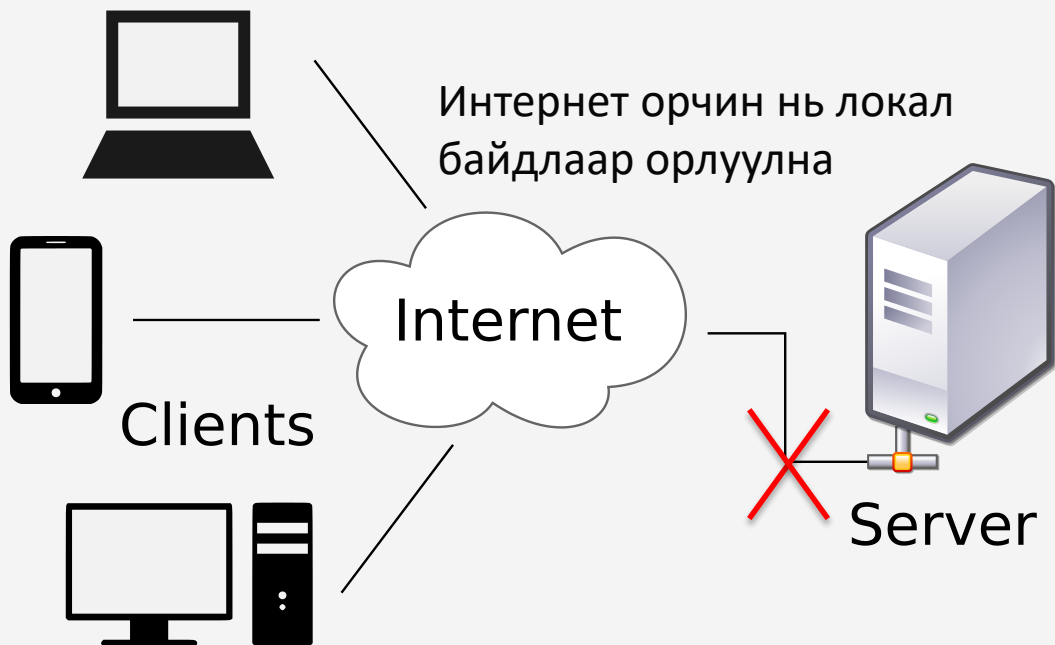 Интернет орчин нь локал
байдлаар орлуулна
Internet
Clients
Server